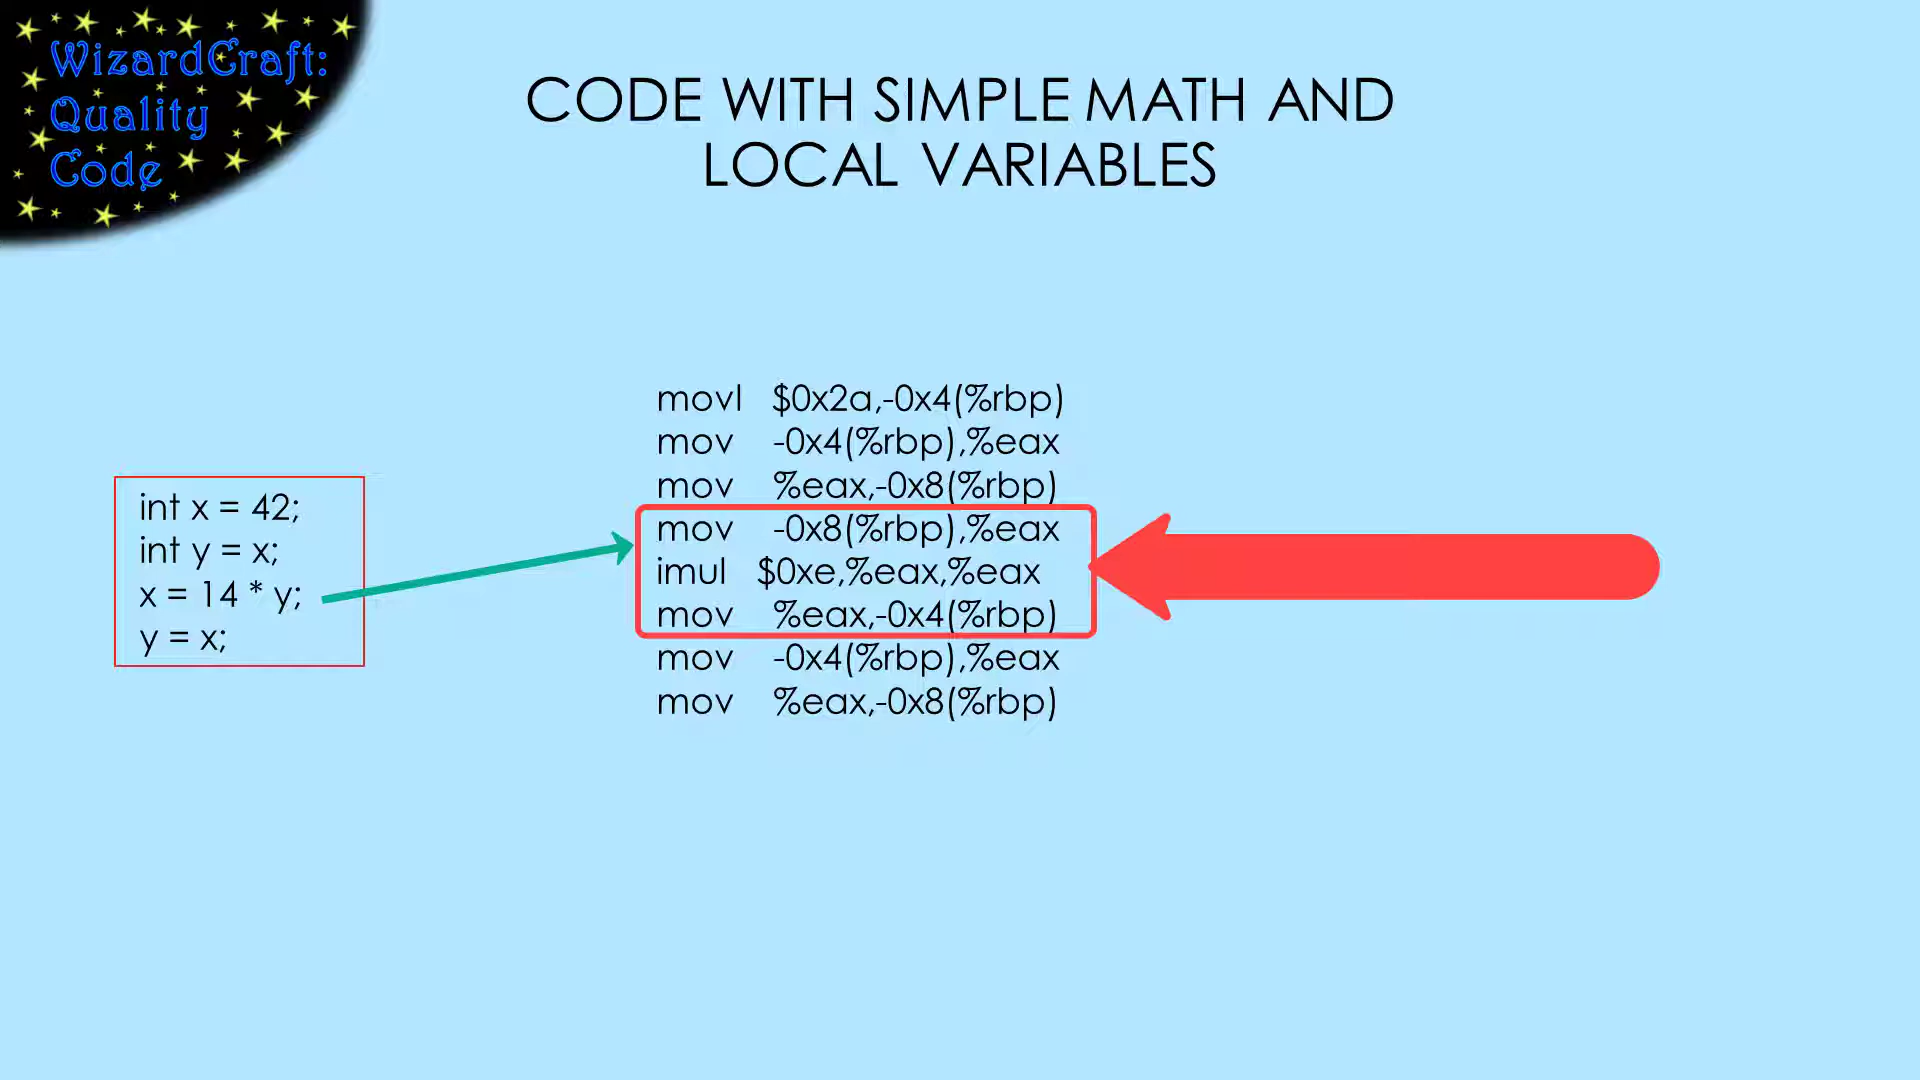 WizardCraft:
Quality
Code
CODE WITH SIMPLE MATH AND
LOCAL VARIABLES
int x = 42;
int y = x;
x = 14 * y;
y = x;
movl $0x2a,-0x4(%rbp)
mov -0x4(%rbp),%eax
mov %eax,-0x8(%rbp)
mov -0x8(%rbp),%eax
imul $0xe,%eax,%eax
mov %eax,-0x4(%rbp)
mov -0x4(%rbp),%eax
mov %eax,-0x8(%rbp)